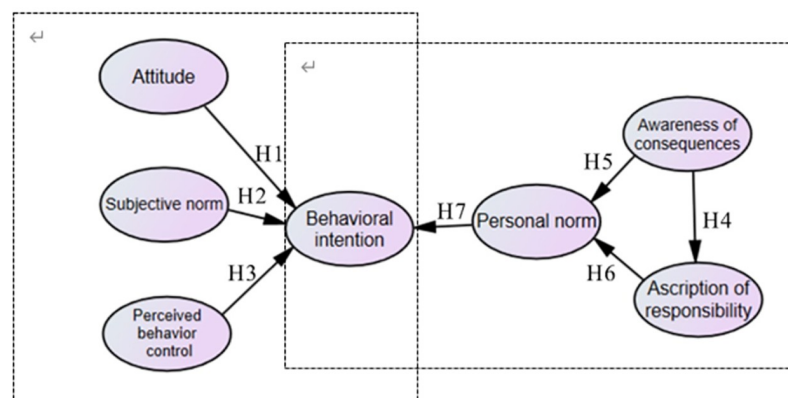 Attitude
H1
Subjective norm
H2
Perceived
behavior
control
H3
Behavioral
intention
H7
Personal norm
H5
Awareness of
consequences
H4
H6
Ascription of
responsibility